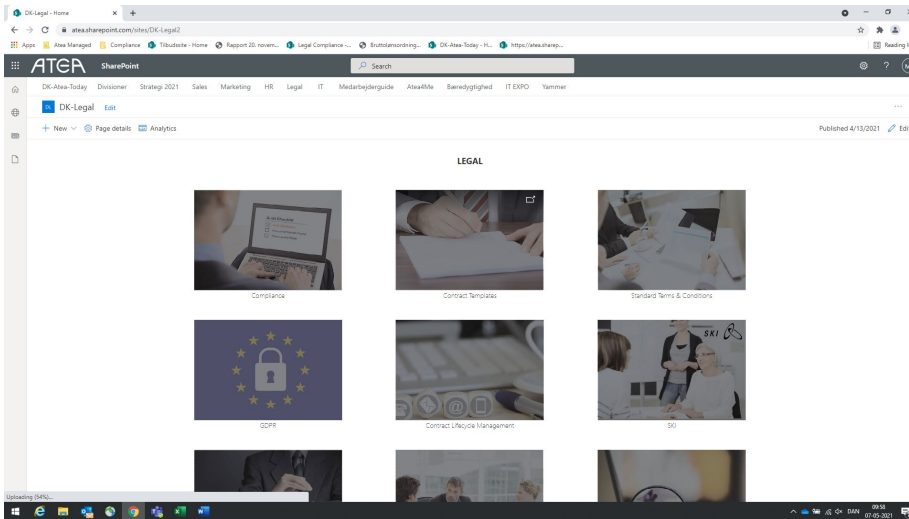 DK-Legal - Home
atea.sharepoint.com/sites/DK-Legal2
Apps Atea Managed Compliance Tilbudssite - Home Rapport 20. novem... Legal Compliance -... Bruttolønsordning... DK-Atea-Today - H... https://atea.sharep... Reading l
ATEA SharePoint Search
DK-Atea-Today Divisioner Strategi 2021 Sales Marketing HR Legal IT Medarbejderguide Atea4Me Bæredygtighed IT EXPO Yammer
DL DK-Legal Edit
New Page details Analytics Published 4/13/2021 Edi
LEGAL
Compliance Contract Templates Standard Terms & Conditions
SKI
GDPR Contract Lifecycle Management SKI
Uploading (54%)...
DAN 09:58
07-05-2021